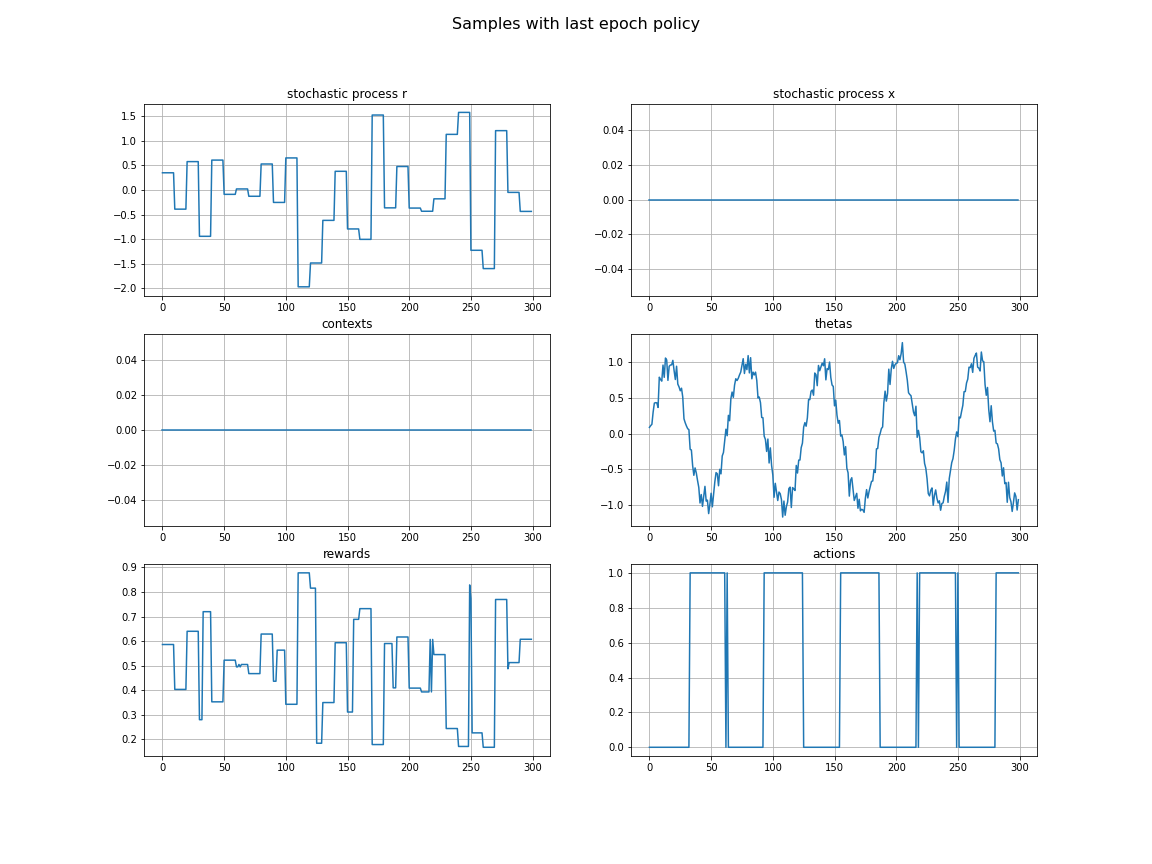 Samples with last epoch policy
stochastic process r
1.5
1.0
0.5
0.0
−0.5
−1.0
−1.5
−2.0
0 50 100 150 200 250 300
stochastic process x
0.04
0.02
0.00
−0.02
−0.04
0 50 100 150 200 250 300
contexts
0.04
0.02
0.00
−0.02
−0.04
0 50 100 150 200 250 300
thetas
1.0
0.5
0.0
−0.5
−1.0
0 50 100 150 200 250 300
rewards
0.9
0.8
0.7
0.6
0.5
0.4
0.3
0.2
0 50 100 150 200 250 300
actions
1.0
0.8
0.6
0.4
0.2
0.0
0 50 100 150 200 250 300